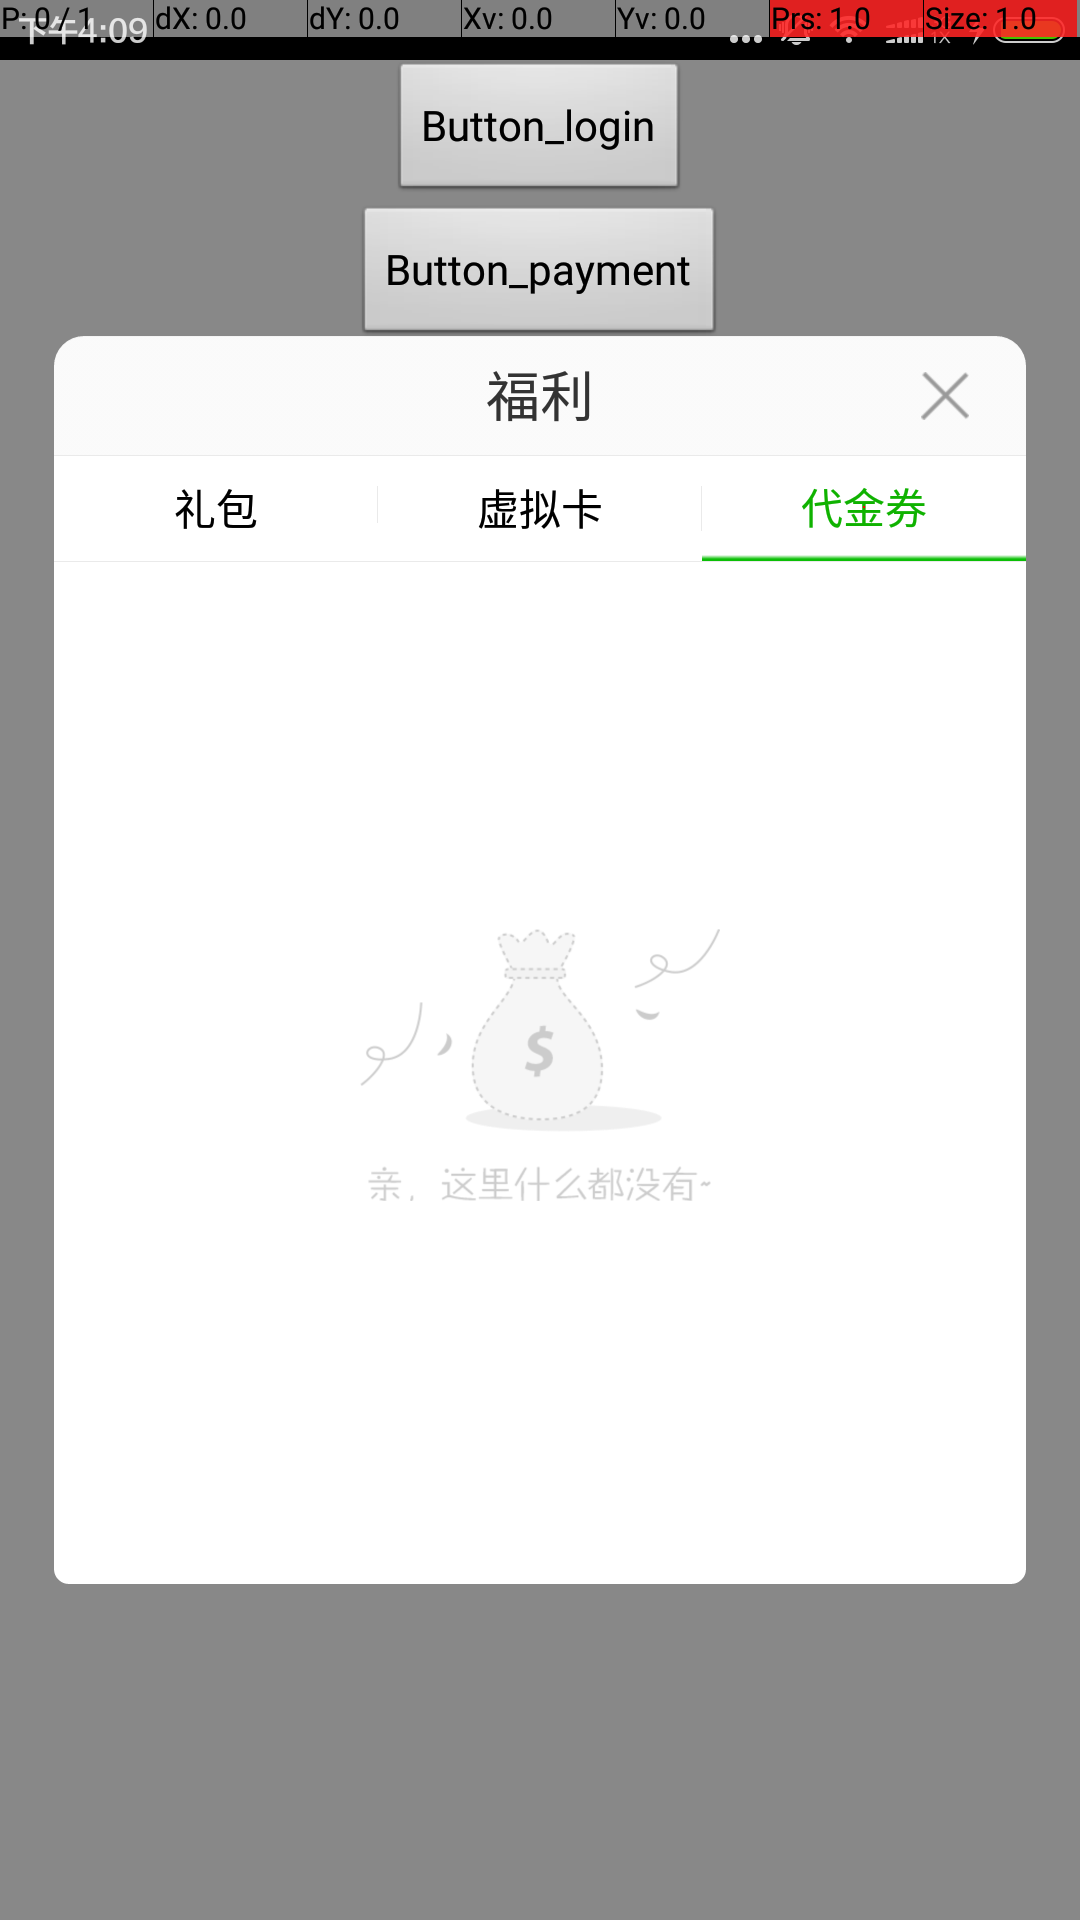 P: 0 / 1 dX: 0.0 dY: 0.0 Xv: 0.0 Yv: 0.0 Prs: 1.0 Size: 1.0
下午4:09 1X
Button_login
Button_payment
福利
礼包 虚拟卡 代金券
$
亲，这里什么都没有~